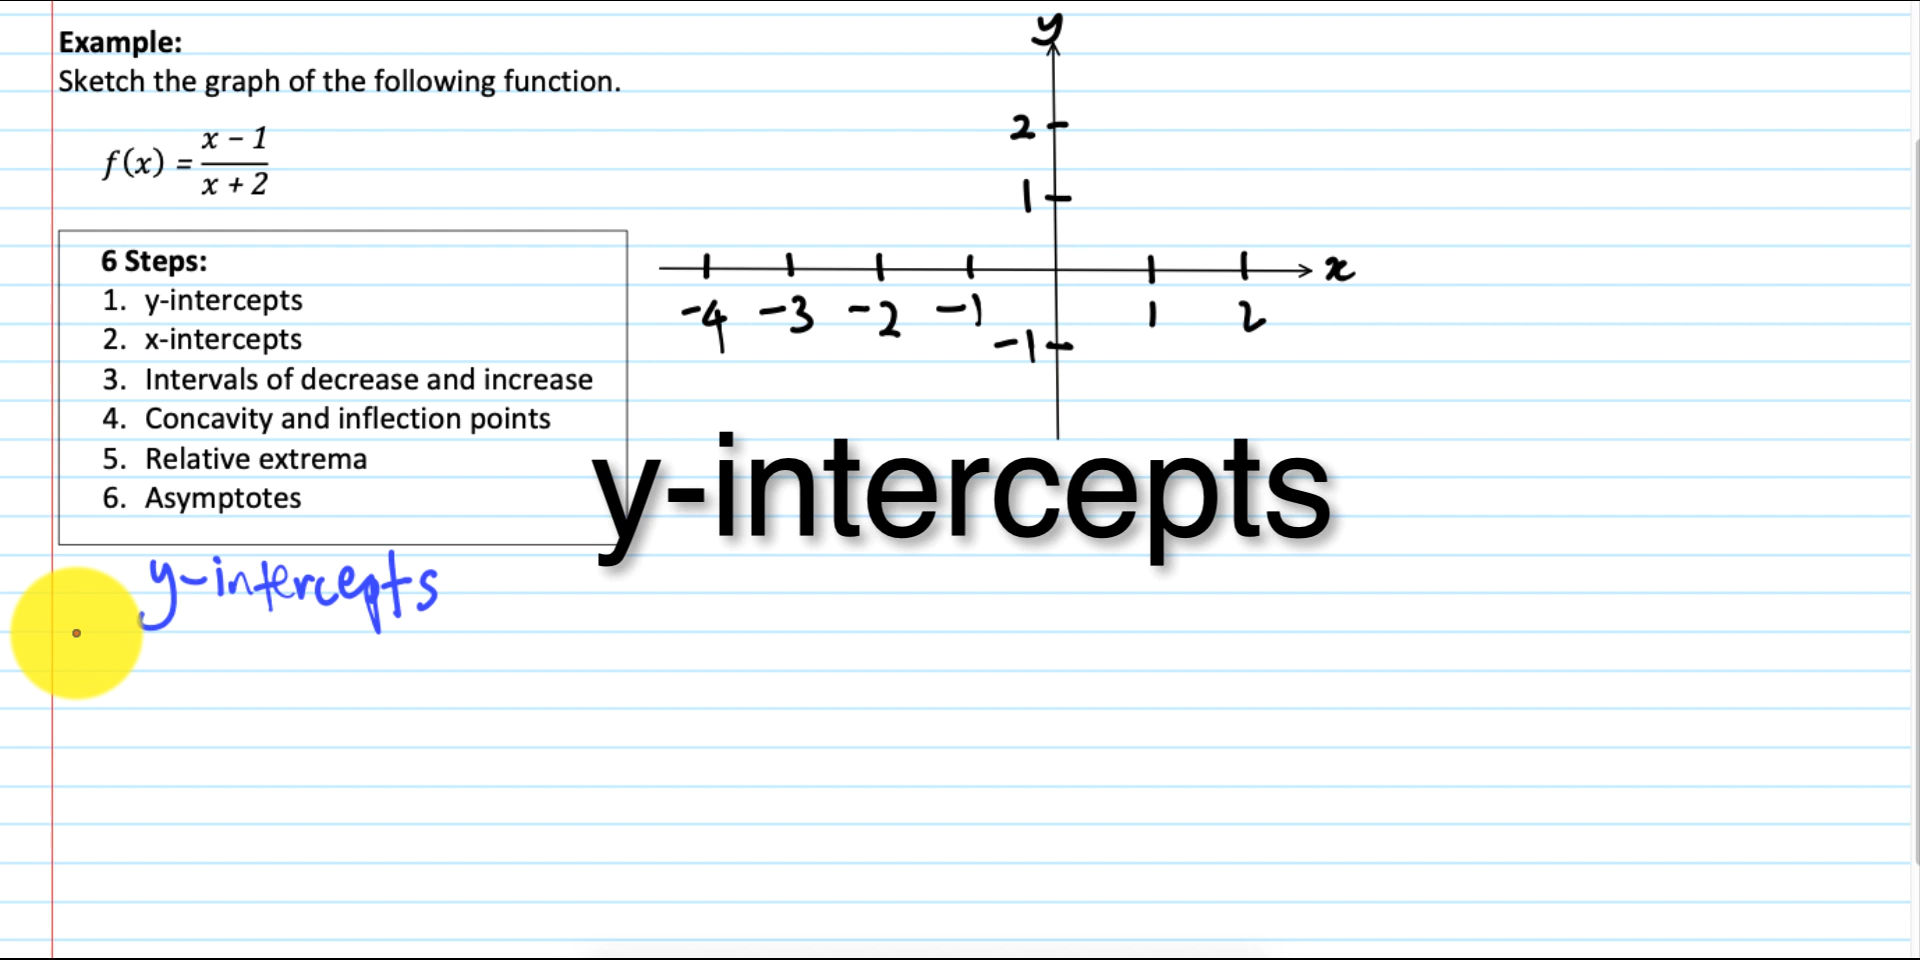 Example:
Sketch the graph of the following function.
f(x) = (x - 1)/(x + 2)
6 Steps:
1. y-intercepts
2. x-intercepts
3. Intervals of decrease and increase
4. Concavity and inflection points
5. Relative extrema
6. Asymptotes
y
2
1
x
-4 -3 -2 -1 1 2
-1
y-intercepts
y-intercepts